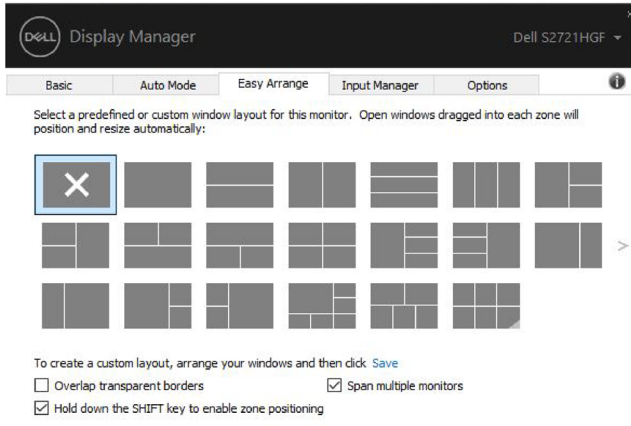 DELL Display Manager
Dell S2721HGF
Basic
Auto Mode
Easy Arrange
Input Manager
Options
Select a predefined or custom window layout for this monitor. Open windows dragged into each zone will
position and resize automatically:
To create a custom layout, arrange your windows and then click Save
Overlap transparent borders
Span multiple monitors
Hold down the SHIFT key to enable zone positioning